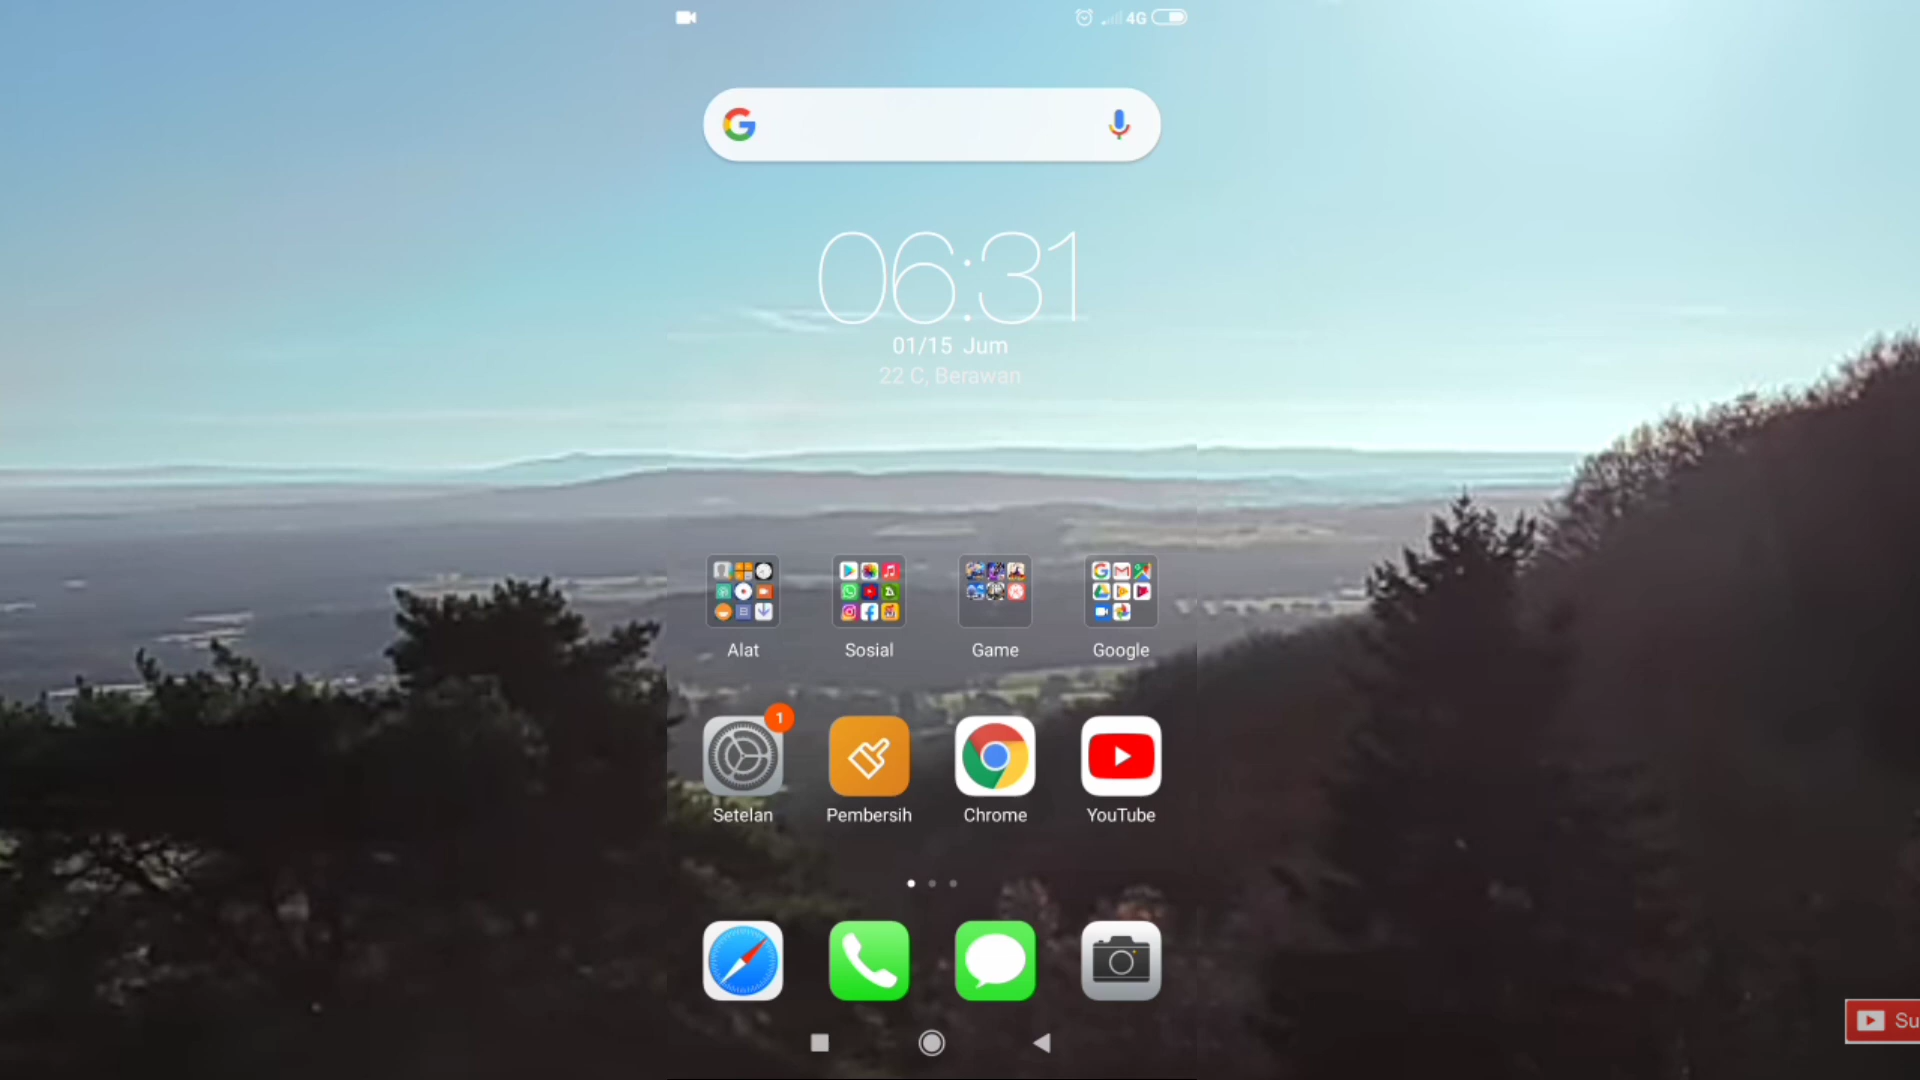 4G
06:31
01/15 Jum
22 C, Berawan
Alat
Sosial
Game
Google
1
Setelan
Pembersih
Chrome
YouTube
Su